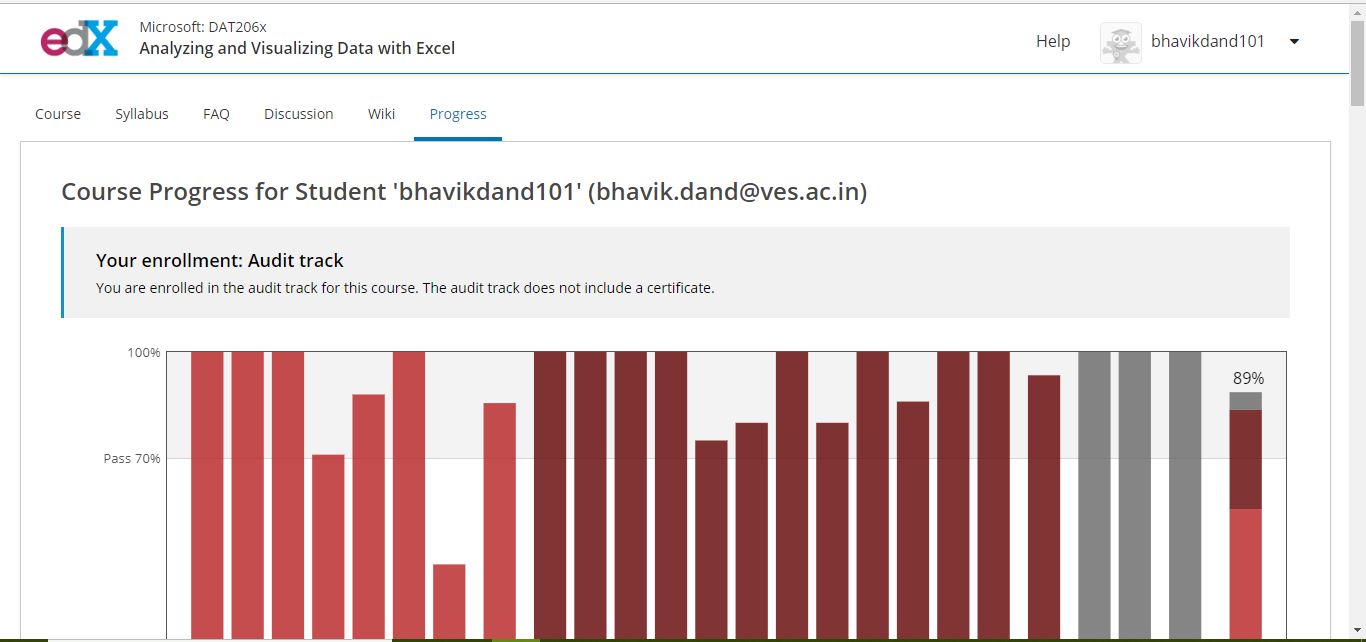 edX
Microsoft: DAT206x
Analyzing and Visualizing Data with Excel
Help
bhavikdand101
Course
Syllabus
FAQ
Discussion
Wiki
Progress
Course Progress for Student 'bhavikdand101' (bhavik.dand@ves.ac.in)
Your enrollment: Audit track
You are enrolled in the audit track for this course. The audit track does not include a certificate.
100%
89%
Pass 70%